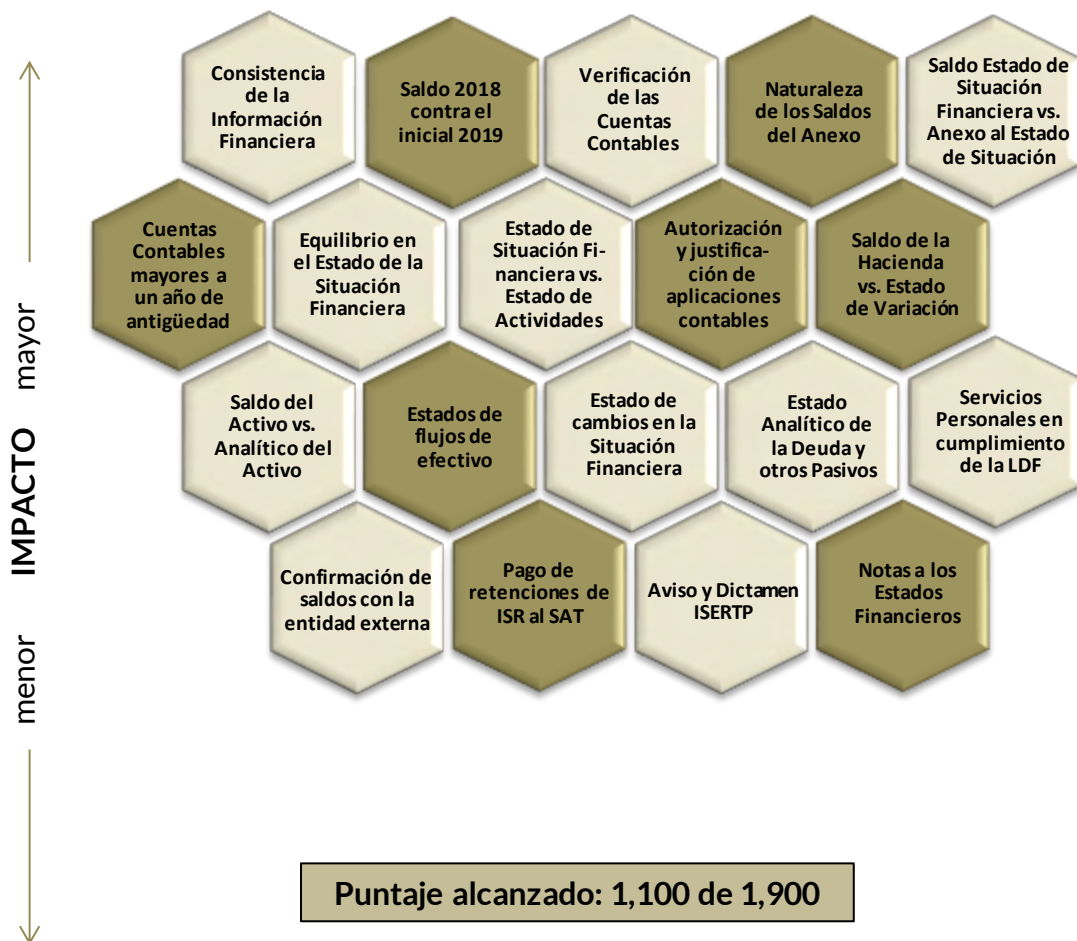 Consistencia
de la
Información
Financiera
Saldo 2018
contra el
inicial 2019
Verificación
de las
Cuentas
Contables
Naturaleza
de los Saldos
del Anexo
Saldo Estado de
Situación
Financiera vs.
Anexo al Estado
de Situación
Cuentas
Contables
mayores a
un año de
antigüedad
Equilibrio en
el Estado de la
Situación
Financiera
Estado de
Situación Fi-
nanciera vs.
Estado de
Actividades
Autorización
y justifica-
ción de
aplicaciones
contables
Saldo de la
Hacienda
vs. Estado
de Variación
Saldo del
Activo vs.
Analítico del
Activo
Estados de
flujos de
efectivo
Estado de
cambios en la
Situación
Financiera
Estado
Analítico de
la Deuda y
otros Pasivos
Servicios
Personales en
cumplimiento
de la LDF
Confirmación de
saldos con la
entidad externa
Pago de
retenciones de
ISR al SAT
Aviso y Dictamen
ISERTP
Notas a los
Estados
Financieros
menor IMPACTO mayor
Puntaje alcanzado: 1,100 de 1,900